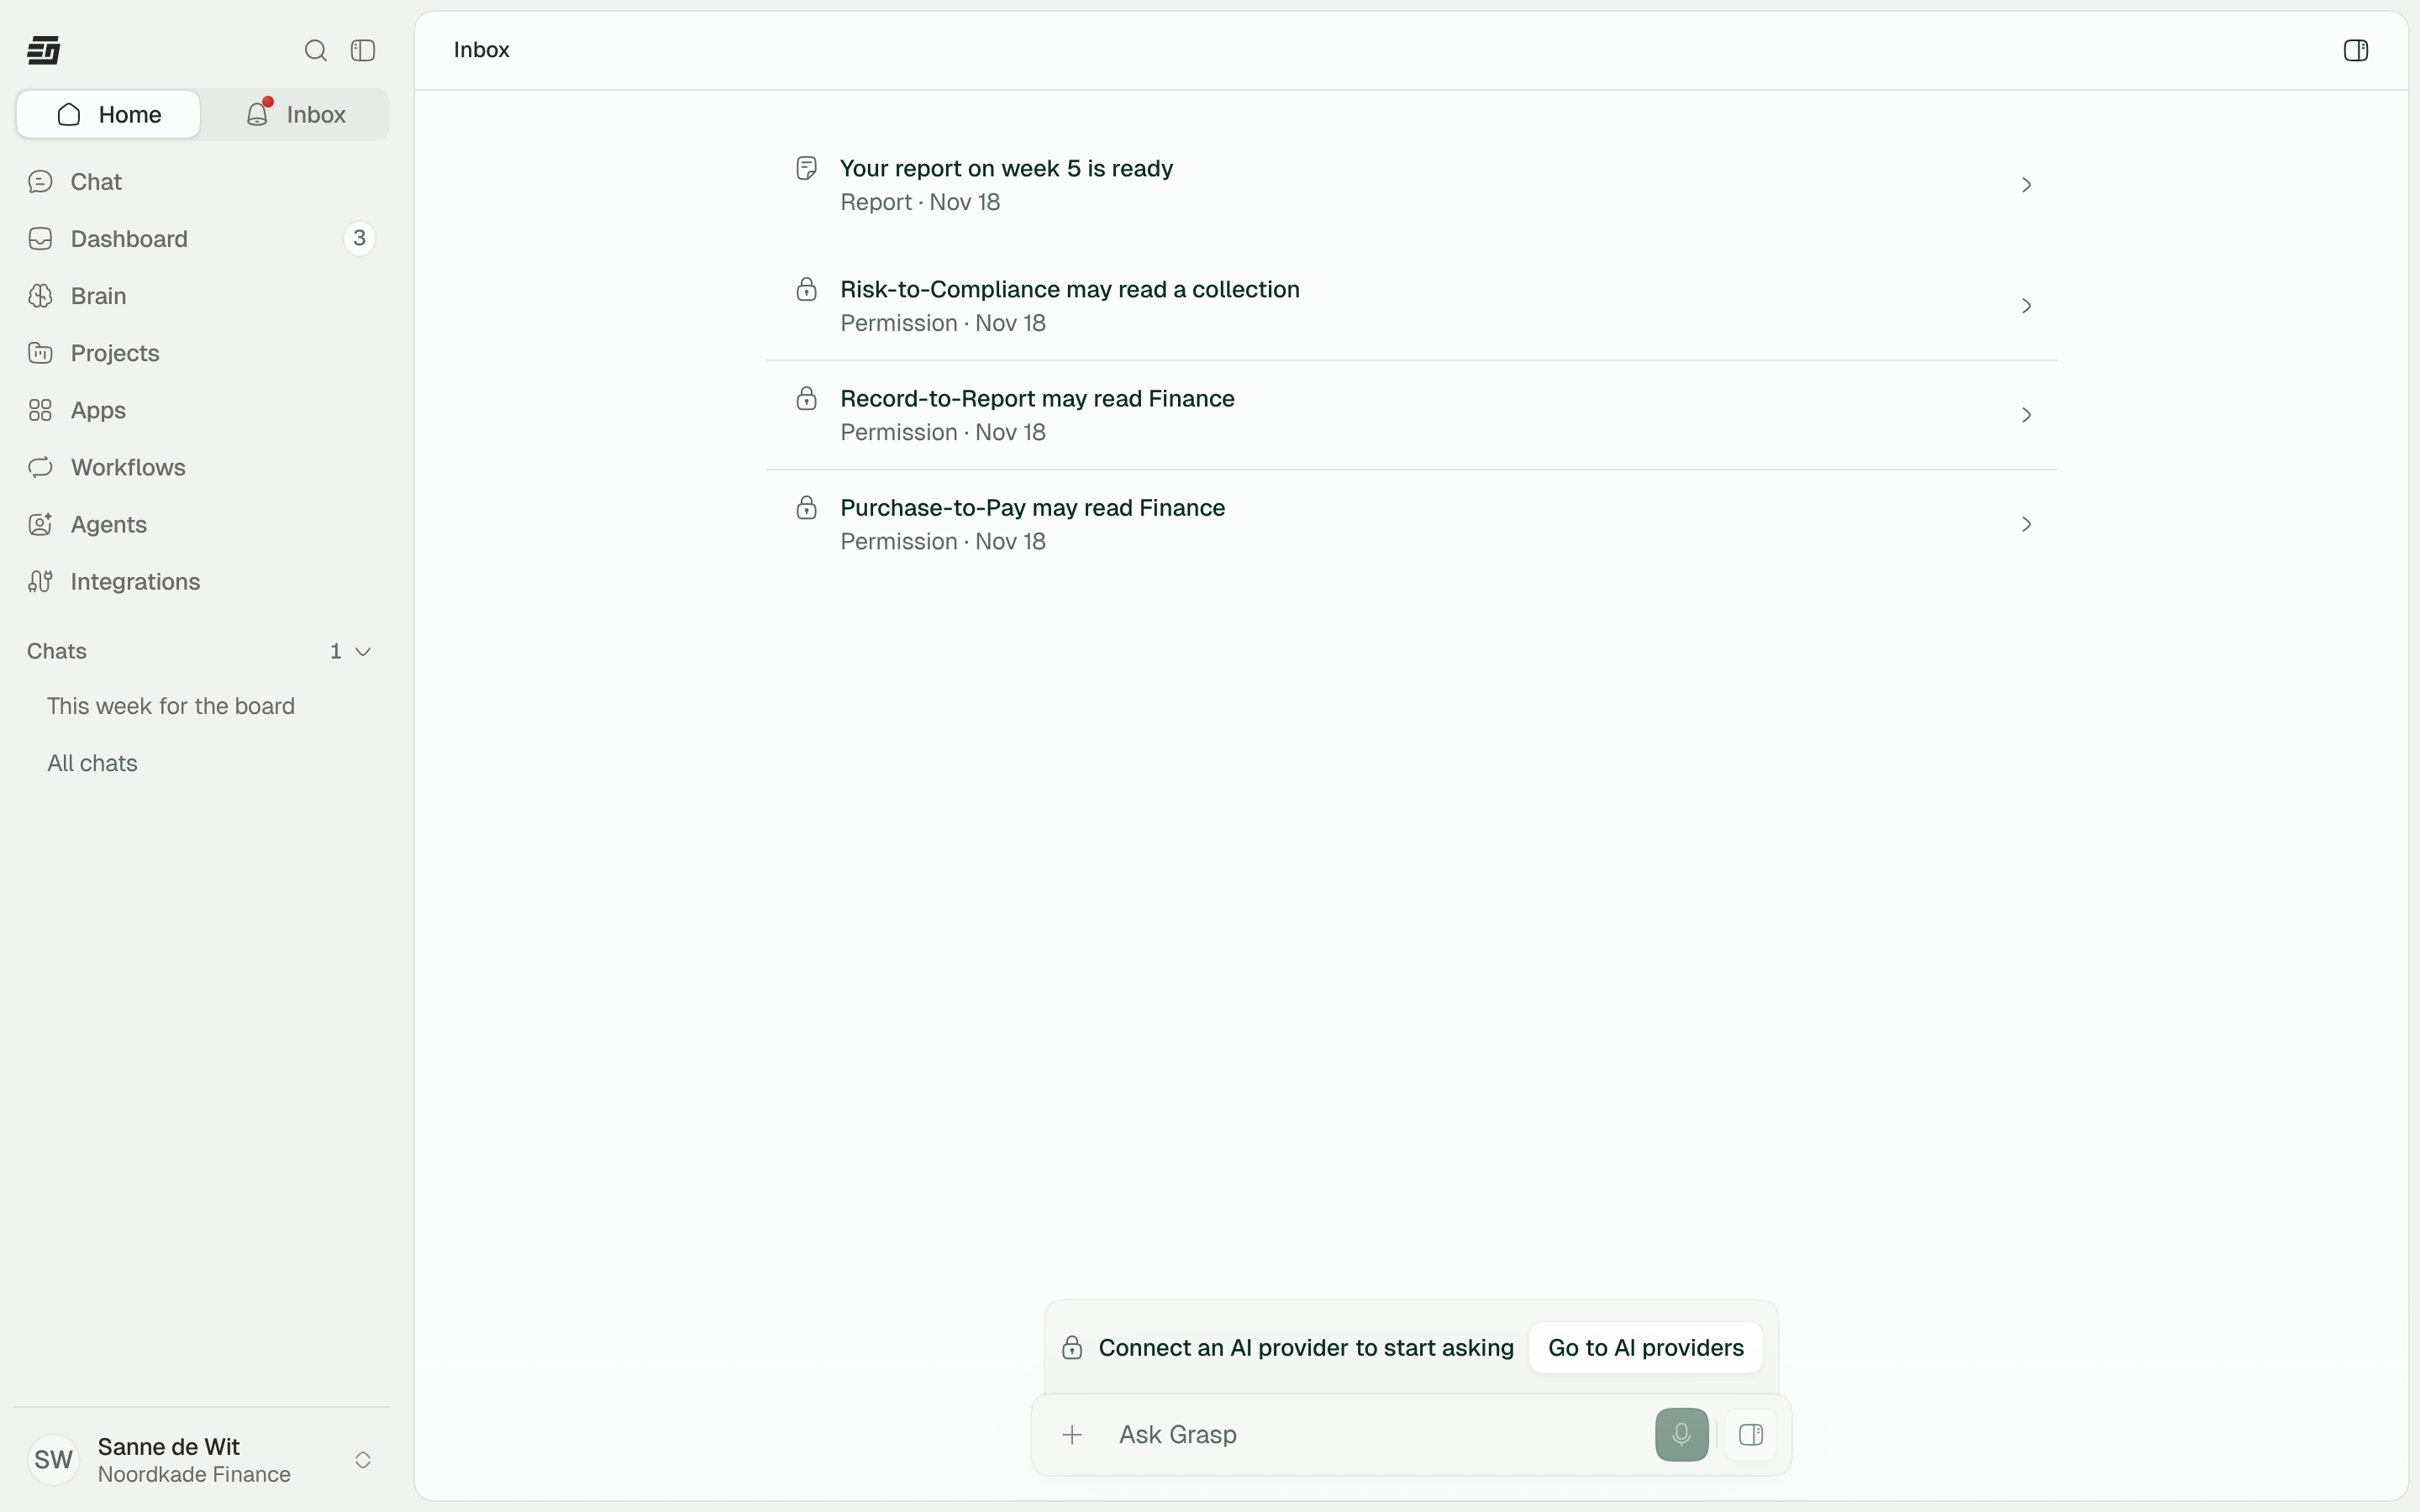 Home
Inbox
Chat
Dashboard
3
Brain
Projects
Apps
Workflows
Agents
Integrations
Chats
1
This week for the board
All chats
SW
Sanne de Wit
Noordkade Finance
Inbox
Your report on week 5 is ready
Report · Nov 18
Risk-to-Compliance may read a collection
Permission · Nov 18
Record-to-Report may read Finance
Permission · Nov 18
Purchase-to-Pay may read Finance
Permission · Nov 18
Connect an AI provider to start asking
Go to AI providers
Ask Grasp